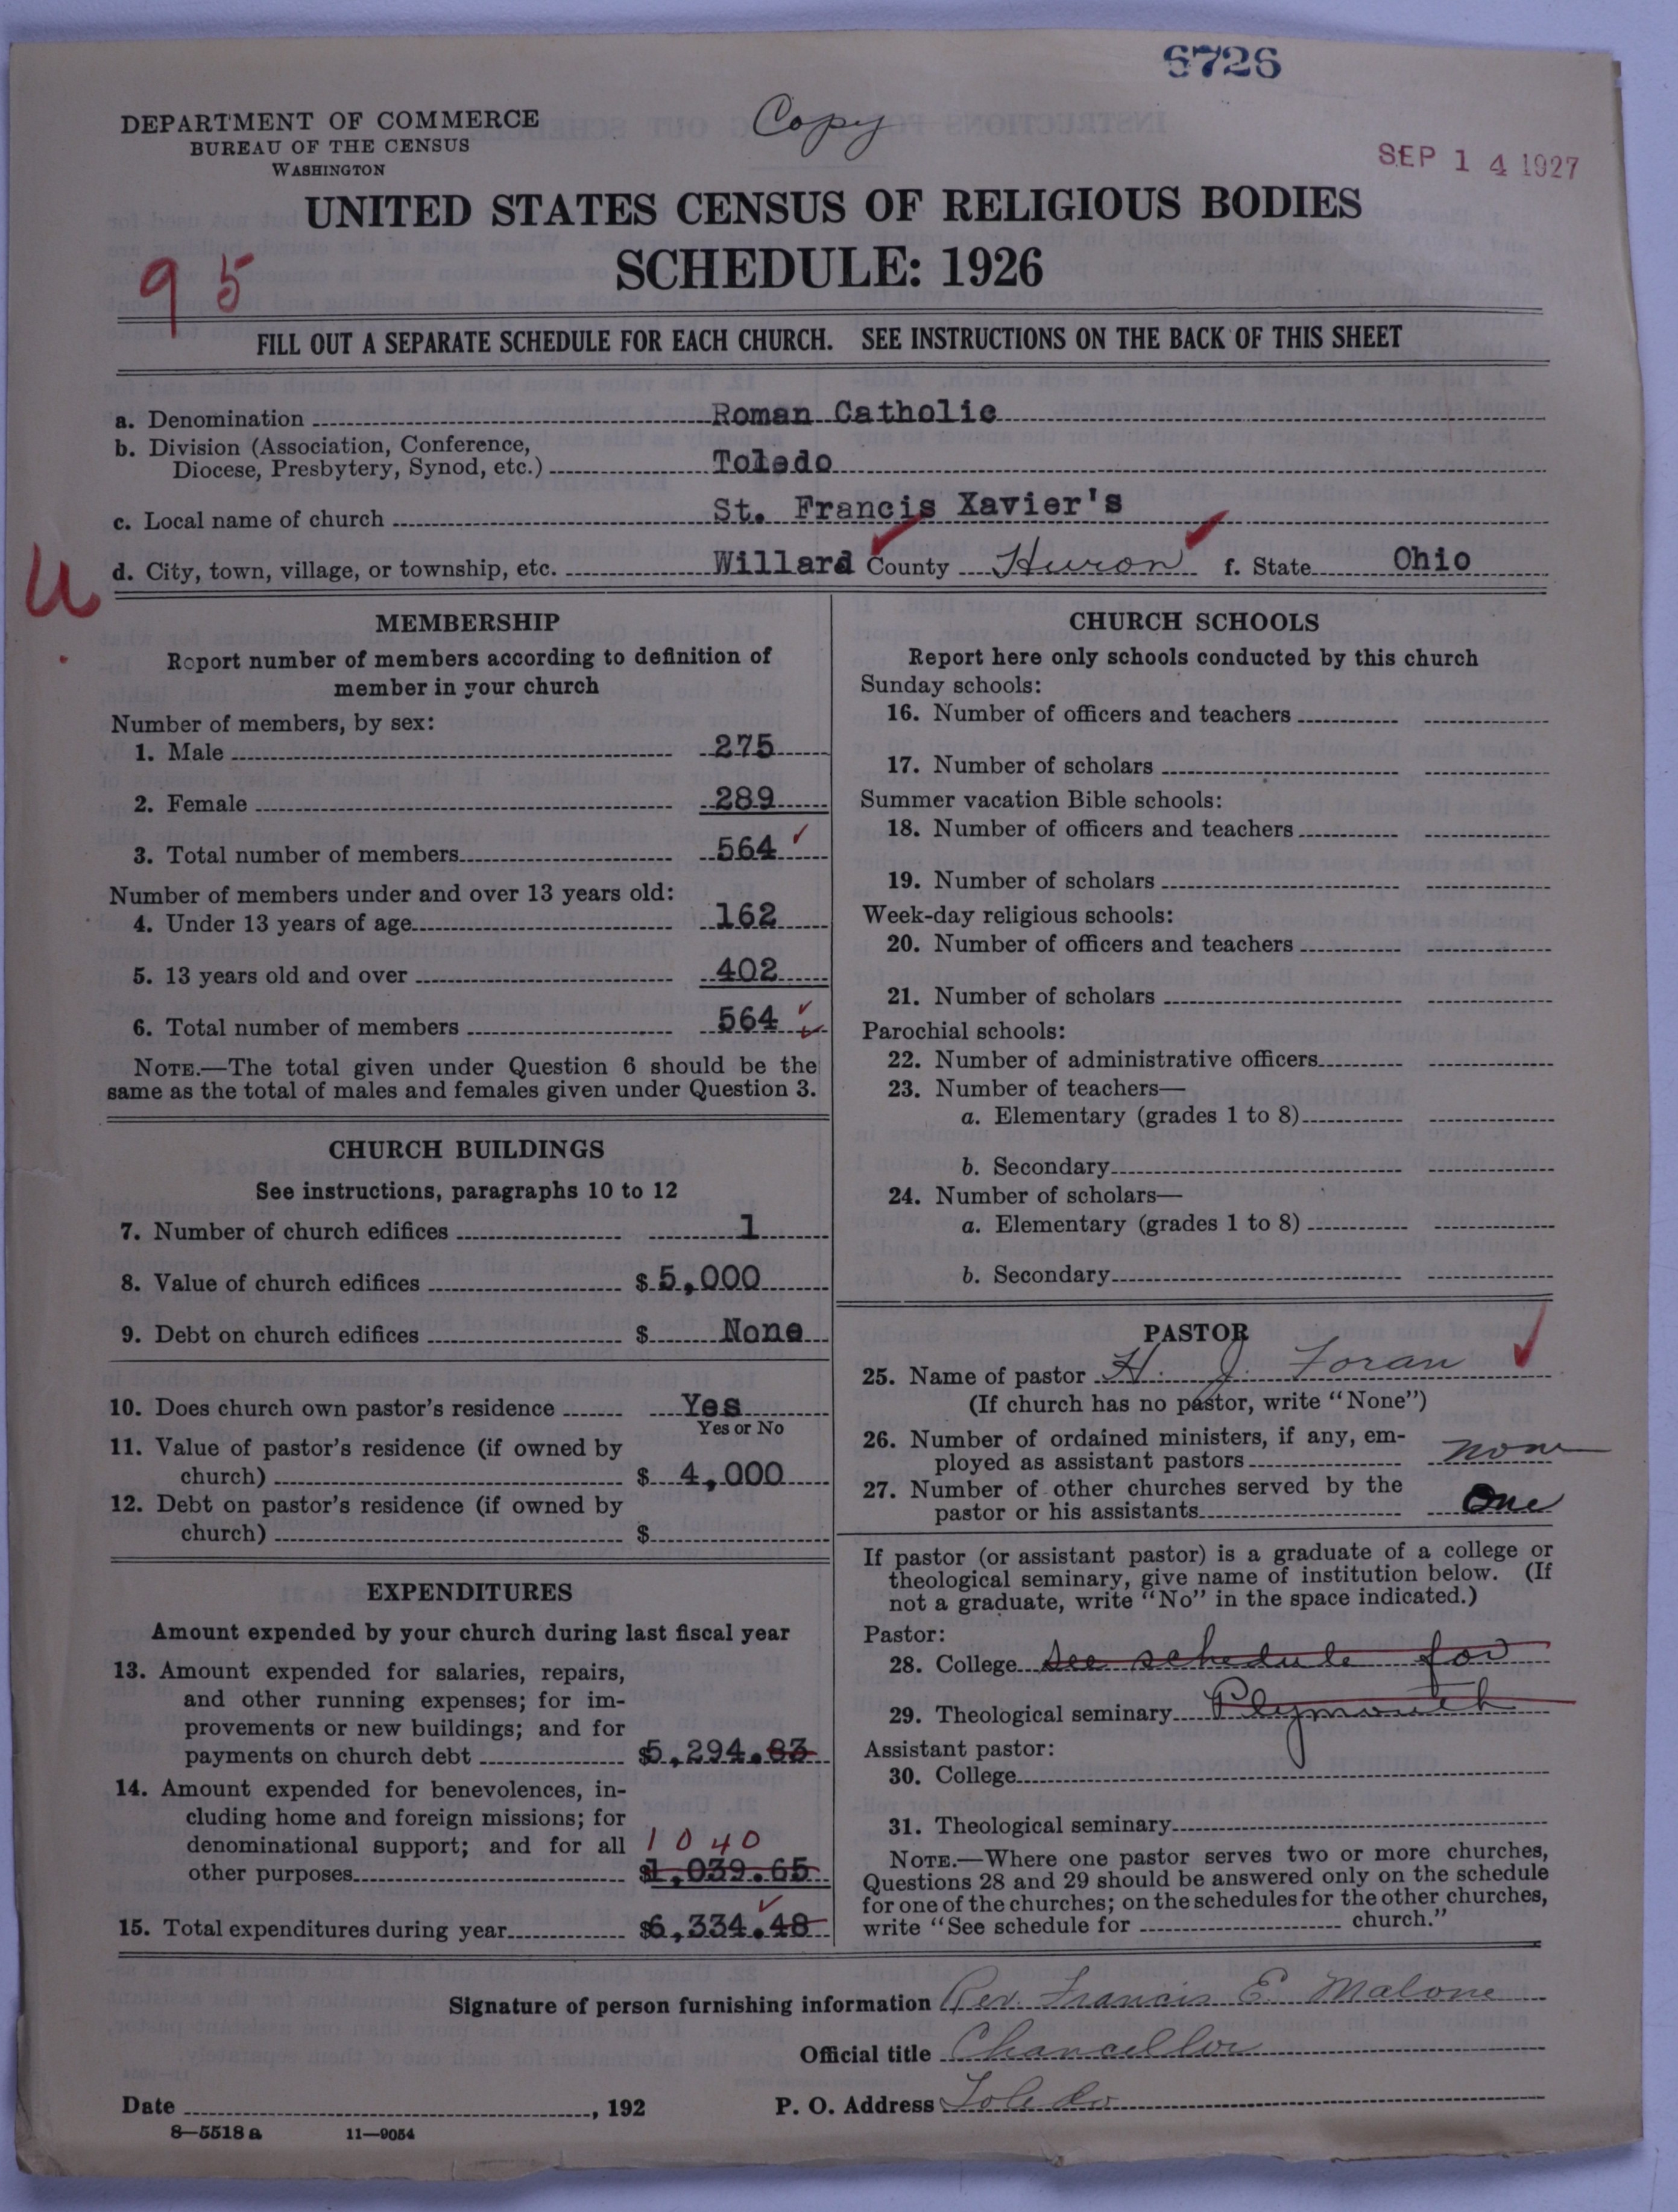 6726
DEPARTMENT OF COMMERCE
BUREAU OF THE CENSUS
WASHINGTON
Copy
SEP 14 1927
UNITED STATES CENSUS OF RELIGIOUS BODIES
SCHEDULE: 1926
95
FILL OUT A SEPARATE SCHEDULE FOR EACH CHURCH. SEE INSTRUCTIONS ON THE BACK OF THIS SHEET
a. Denomination Roman Catholic
b. Division (Association, Conference,
Diocese, Presbytery, Synod, etc.) Toledo
c. Local name of church St. Francis Xavier's
d. City, town, village, or township, etc. Willard County Huron f. State Ohio
U
MEMBERSHIP
Report number of members according to definition of
member in your church
Number of members, by sex:
1. Male 275
2. Female 289
3. Total number of members 564
Number of members under and over 13 years old:
4. Under 13 years of age 162
5. 13 years old and over 402
6. Total number of members 564
NOTE.—The total given under Question 6 should be the
same as the total of males and females given under Question 3.
CHURCH BUILDINGS
See instructions, paragraphs 10 to 12
7. Number of church edifices 1
8. Value of church edifices $5,000
9. Debt on church edifices $ None
10. Does church own pastor's residence Yes
Yes or No
11. Value of pastor's residence (if owned by
church) $ 4,000
12. Debt on pastor's residence (if owned by
church) $
EXPENDITURES
Amount expended by your church during last fiscal year
13. Amount expended for salaries, repairs,
and other running expenses; for im-
provements or new buildings; and for
payments on church debt $5,294.83
14. Amount expended for benevolences, in-
cluding home and foreign missions; for
denominational support; and for all 1040
other purposes $1,039.65
15. Total expenditures during year $6,334.48
CHURCH SCHOOLS
Report here only schools conducted by this church
Sunday schools:
16. Number of officers and teachers
17. Number of scholars
Summer vacation Bible schools:
18. Number of officers and teachers
19. Number of scholars
Week-day religious schools:
20. Number of officers and teachers
21. Number of scholars
Parochial schools:
22. Number of administrative officers
23. Number of teachers—
a. Elementary (grades 1 to 8)
b. Secondary
24. Number of scholars—
a. Elementary (grades 1 to 8)
b. Secondary
PASTOR
25. Name of pastor H. J. Foran
(If church has no pastor, write "None")
26. Number of ordained ministers, if any, em-
ployed as assistant pastors none
27. Number of other churches served by the
pastor or his assistants One
If pastor (or assistant pastor) is a graduate of a college or
theological seminary, give name of institution below. (If
not a graduate, write "No" in the space indicated.)
Pastor:
28. College See schedule for
29. Theological seminary Plymouth
Assistant pastor:
30. College
31. Theological seminary
NOTE.—Where one pastor serves two or more churches,
Questions 28 and 29 should be answered only on the schedule
for one of the churches; on the schedules for the other churches,
write "See schedule for church."
Signature of person furnishing information Rev. Francis E. Malone
Official title Chancellor
Date , 192 P. O. Address Toledo
8—5518a 11—9054